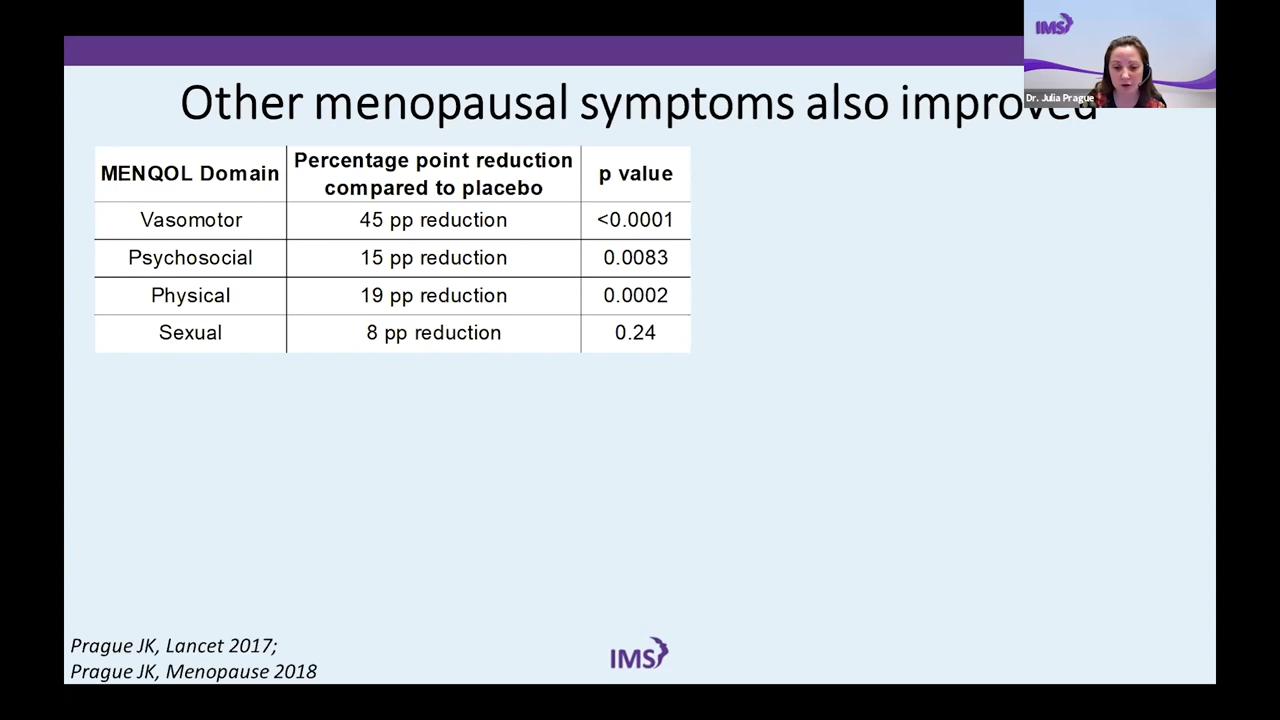 IMS
Dr. Julia Prague
Other menopausal symptoms also improved
MENQOL Domain Percentage point reduction compared to placebo p value
Vasomotor 45 pp reduction <0.0001
Psychosocial 15 pp reduction 0.0083
Physical 19 pp reduction 0.0002
Sexual 8 pp reduction 0.24
Prague JK, Lancet 2017;
Prague JK, Menopause 2018
IMS